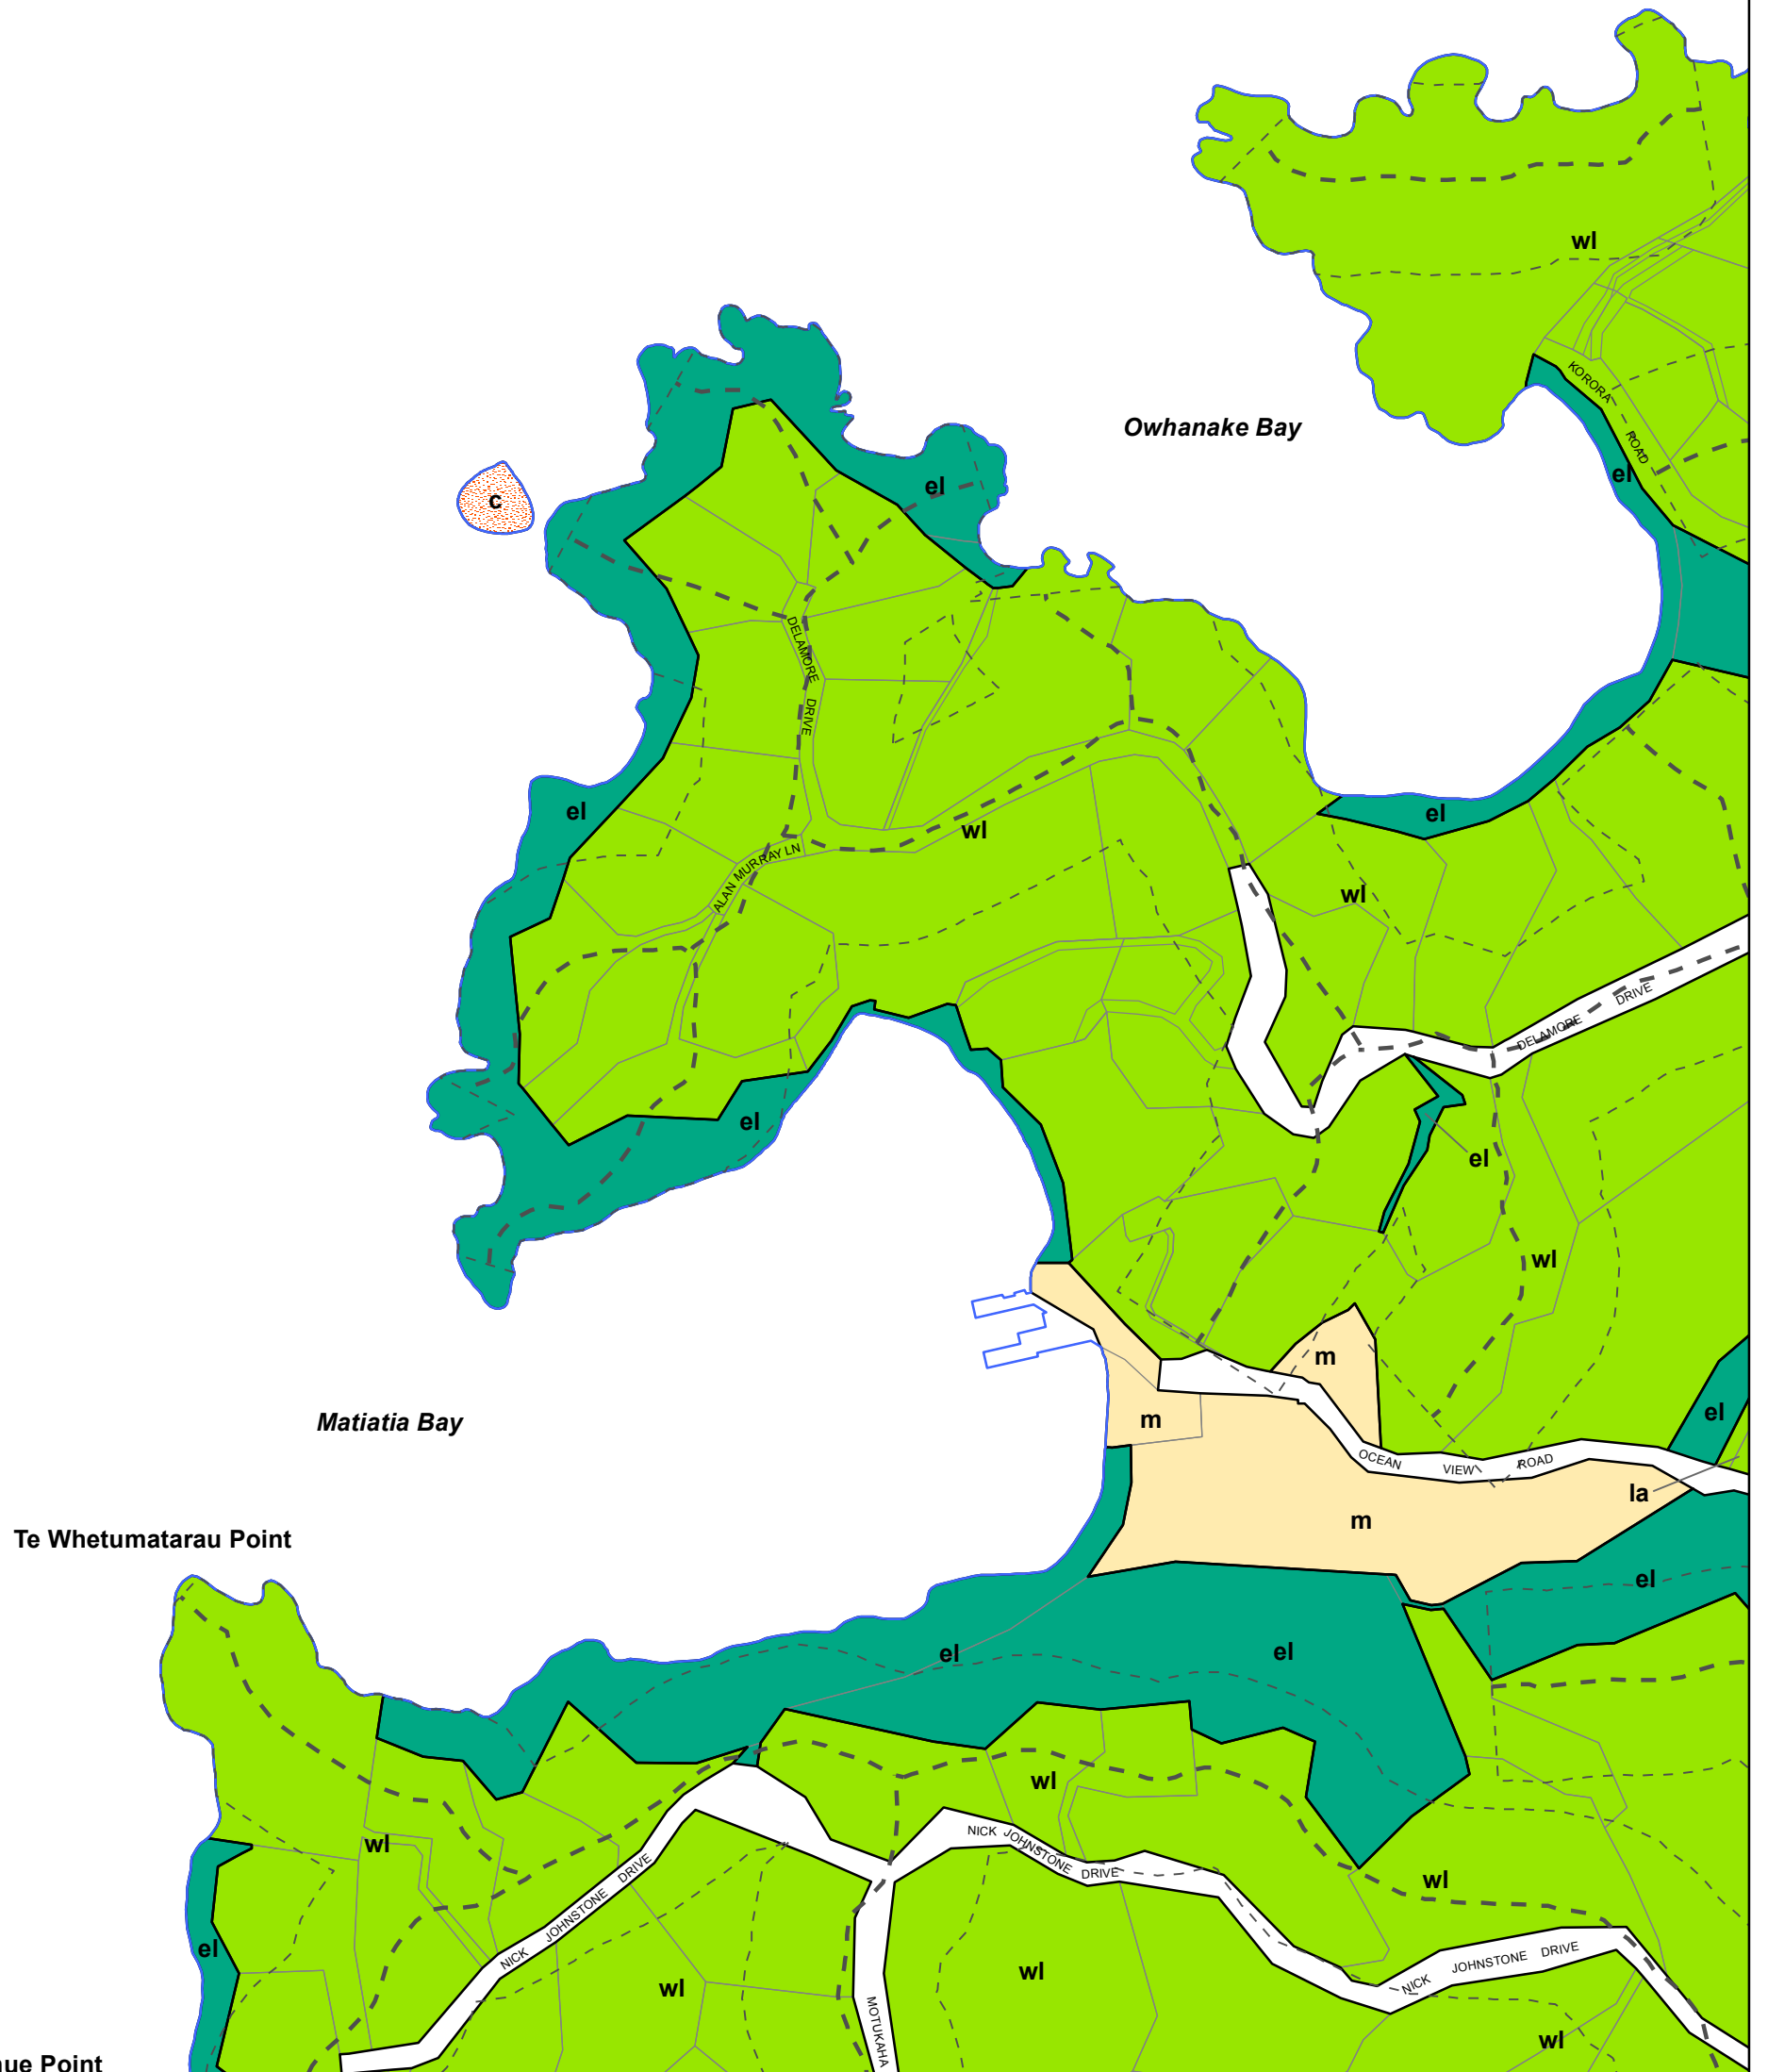 wl
KORORA
ROAD
Owhanake Bay
el
el
c
DELAMORE
DRIVE
el
wl
el
ALAN MURRAY LN
wl
DRIVE
DELAMORE
el
el
wl
m
Matiatia Bay
m
el
OCEAN
VIEW
ROAD
la
m
Te Whetumatarau Point
el
el
el
wl
NICK
JOHNSTONE
DRIVE
wl
wl
NICK
JOHNSTONE
DRIVE
el
wl
wl
NICK
JOHNSTONE
DRIVE
MOTUKAHA
wl
Point